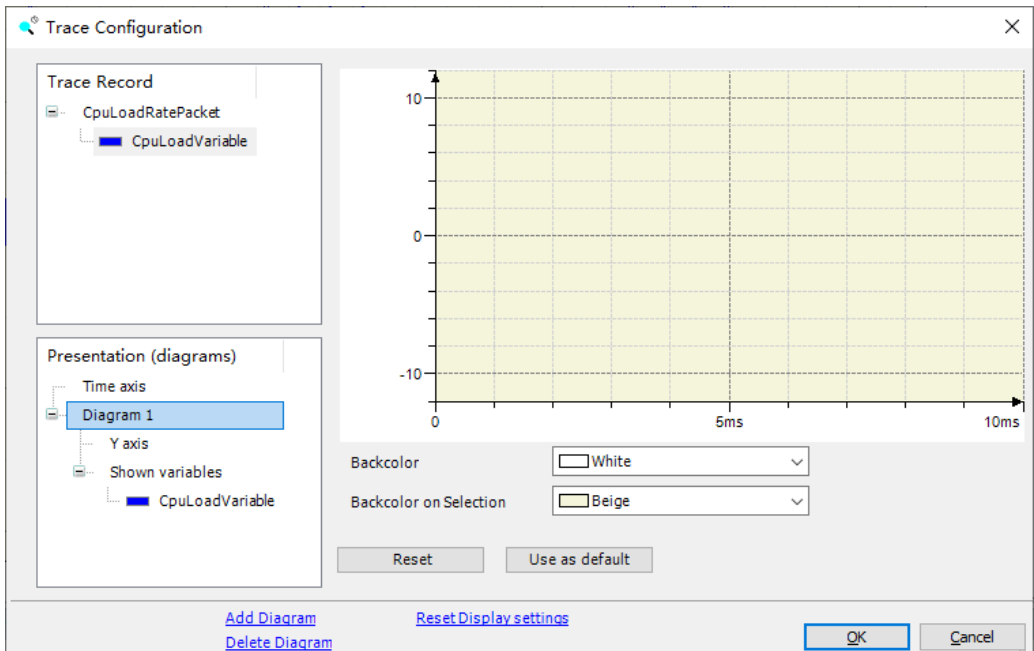 Trace Configuration
Trace Record
CpuLoadRatePacket
CpuLoadVariable
Presentation (diagrams)
Time axis
Diagram 1
Y axis
Shown variables
CpuLoadVariable
10
0
-10
0
5ms
10ms
Backcolor
White
Backcolor on Selection
Beige
Reset
Use as default
Add Diagram
Reset Display settings
Delete Diagram
OK
Cancel